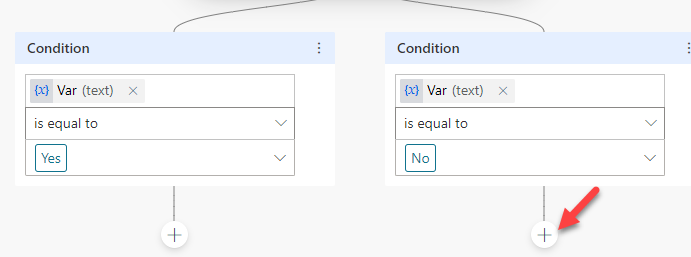 Condition
{x} Var (text)
is equal to
Yes
Condition
{x} Var (text)
is equal to
No